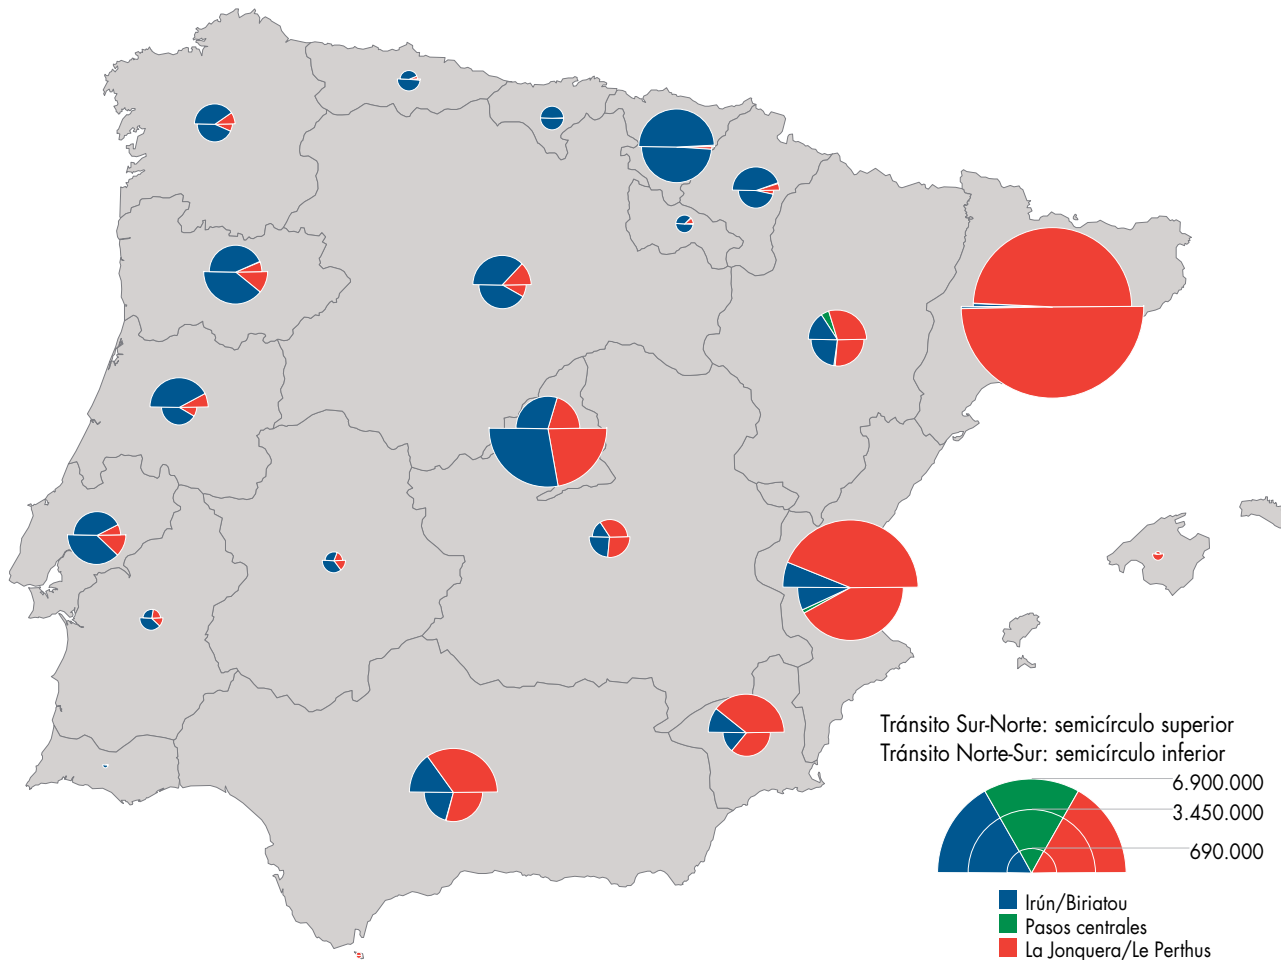 Tránsito Sur-Norte: semicírculo superior
Tránsito Norte-Sur: semicírculo inferior
6.900.000
3.450.000
690.000
Irún/Biriatou
Pasos centrales
La Jonquera/Le Perthus